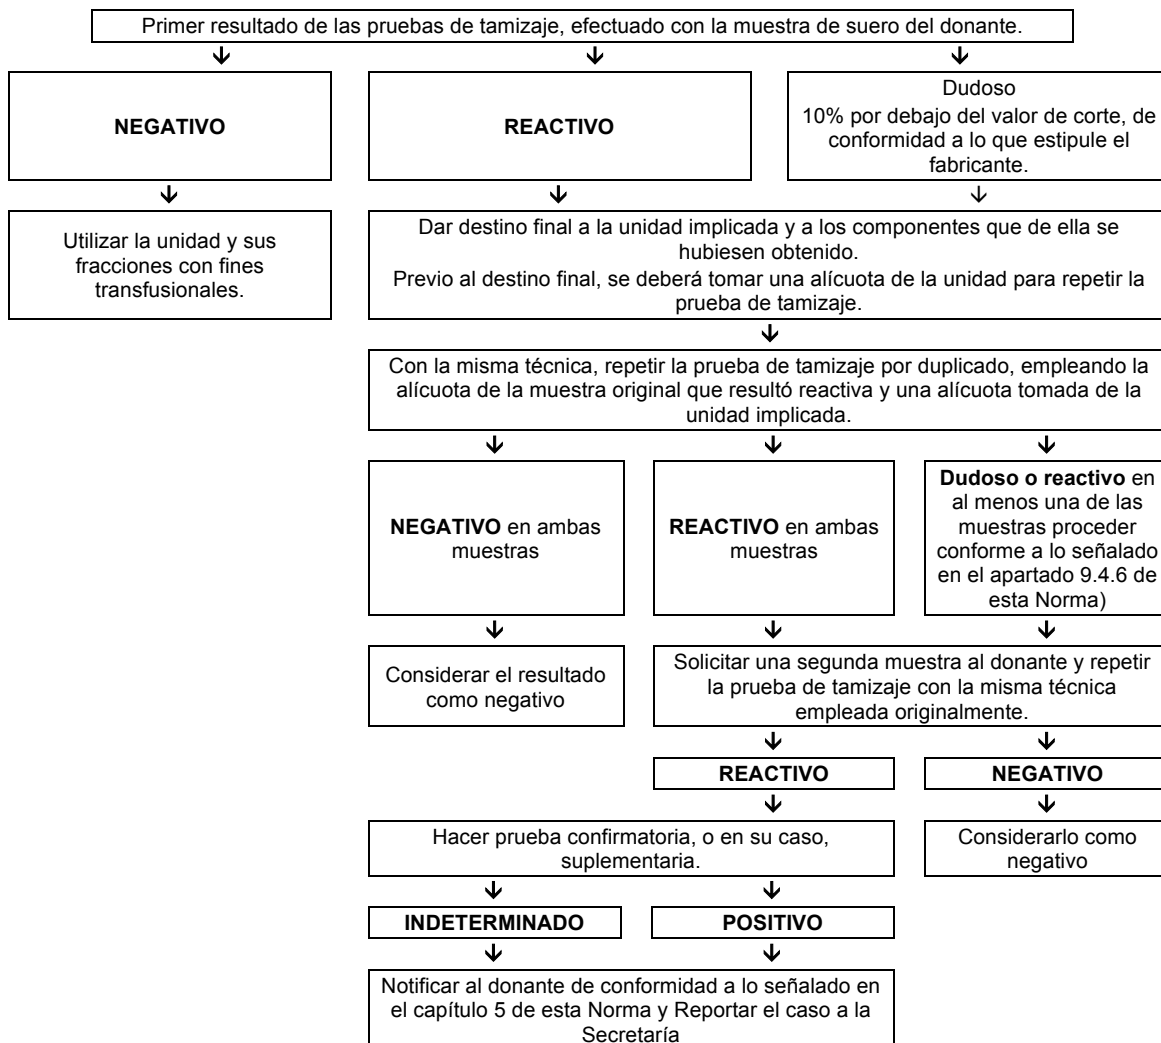 Primer resultado de las pruebas de tamizaje, efectuado con la muestra de suero del donante.
NEGATIVO
REACTIVO
Dudoso
10% por debajo del valor de corte, de
conformidad a lo que estipule el
fabricante.
Utilizar la unidad y sus
fracciones con fines
transfusionales.
Dar destino final a la unidad implicada y a los componentes que de ella se
hubiesen obtenido.
Previo al destino final, se deberá tomar una alícuota de la unidad para repetir la
prueba de tamizaje.
Con la misma técnica, repetir la prueba de tamizaje por duplicado, empleando la
alícuota de la muestra original que resultó reactiva y una alícuota tomada de la
unidad implicada.
NEGATIVO en ambas
muestras
REACTIVO en ambas
muestras
Dudoso o reactivo en
al menos una de las
muestras proceder
conforme a lo señalado
en el apartado 9.4.6 de
esta Norma)
Considerar el resultado
como negativo
Solicitar una segunda muestra al donante y repetir
la prueba de tamizaje con la misma técnica
empleada originalmente.
REACTIVO
NEGATIVO
Hacer prueba confirmatoria, o en su caso,
suplementaria.
Considerarlo como
negativo
INDETERMINADO
POSITIVO
Notificar al donante de conformidad a lo señalado en
el capítulo 5 de esta Norma y Reportar el caso a la
Secretaría